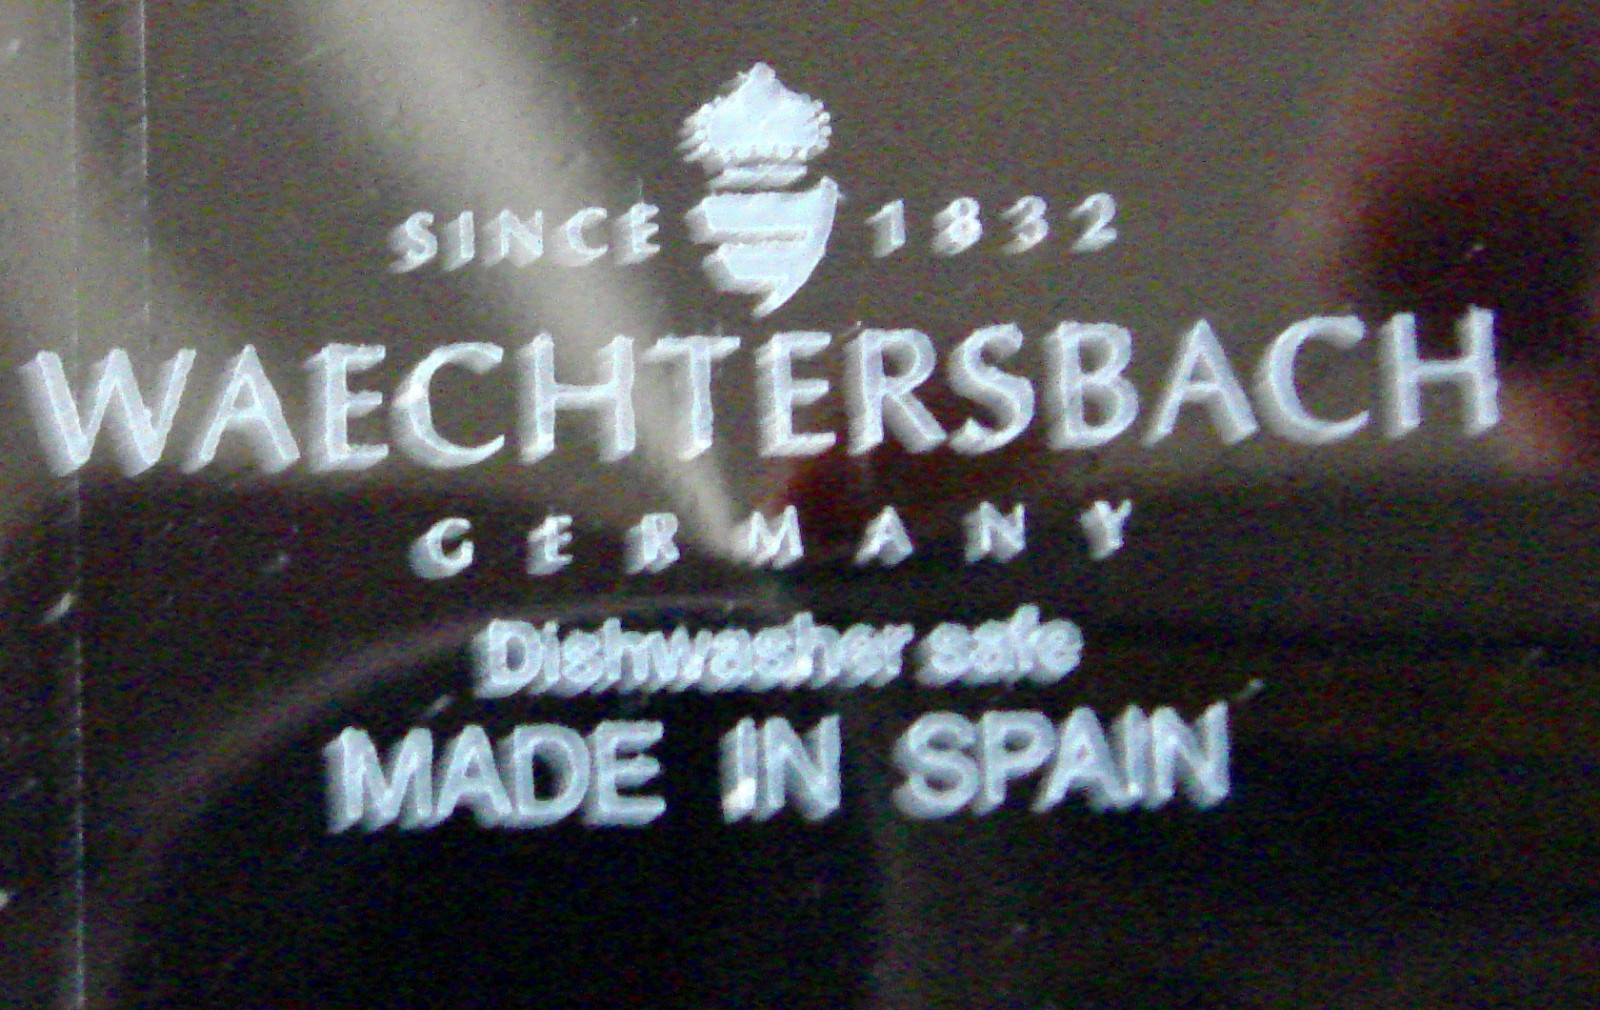 SINCE 1832
WAECHTERSBACH
GERMANY
Dishwasher safe
MADE IN SPAIN